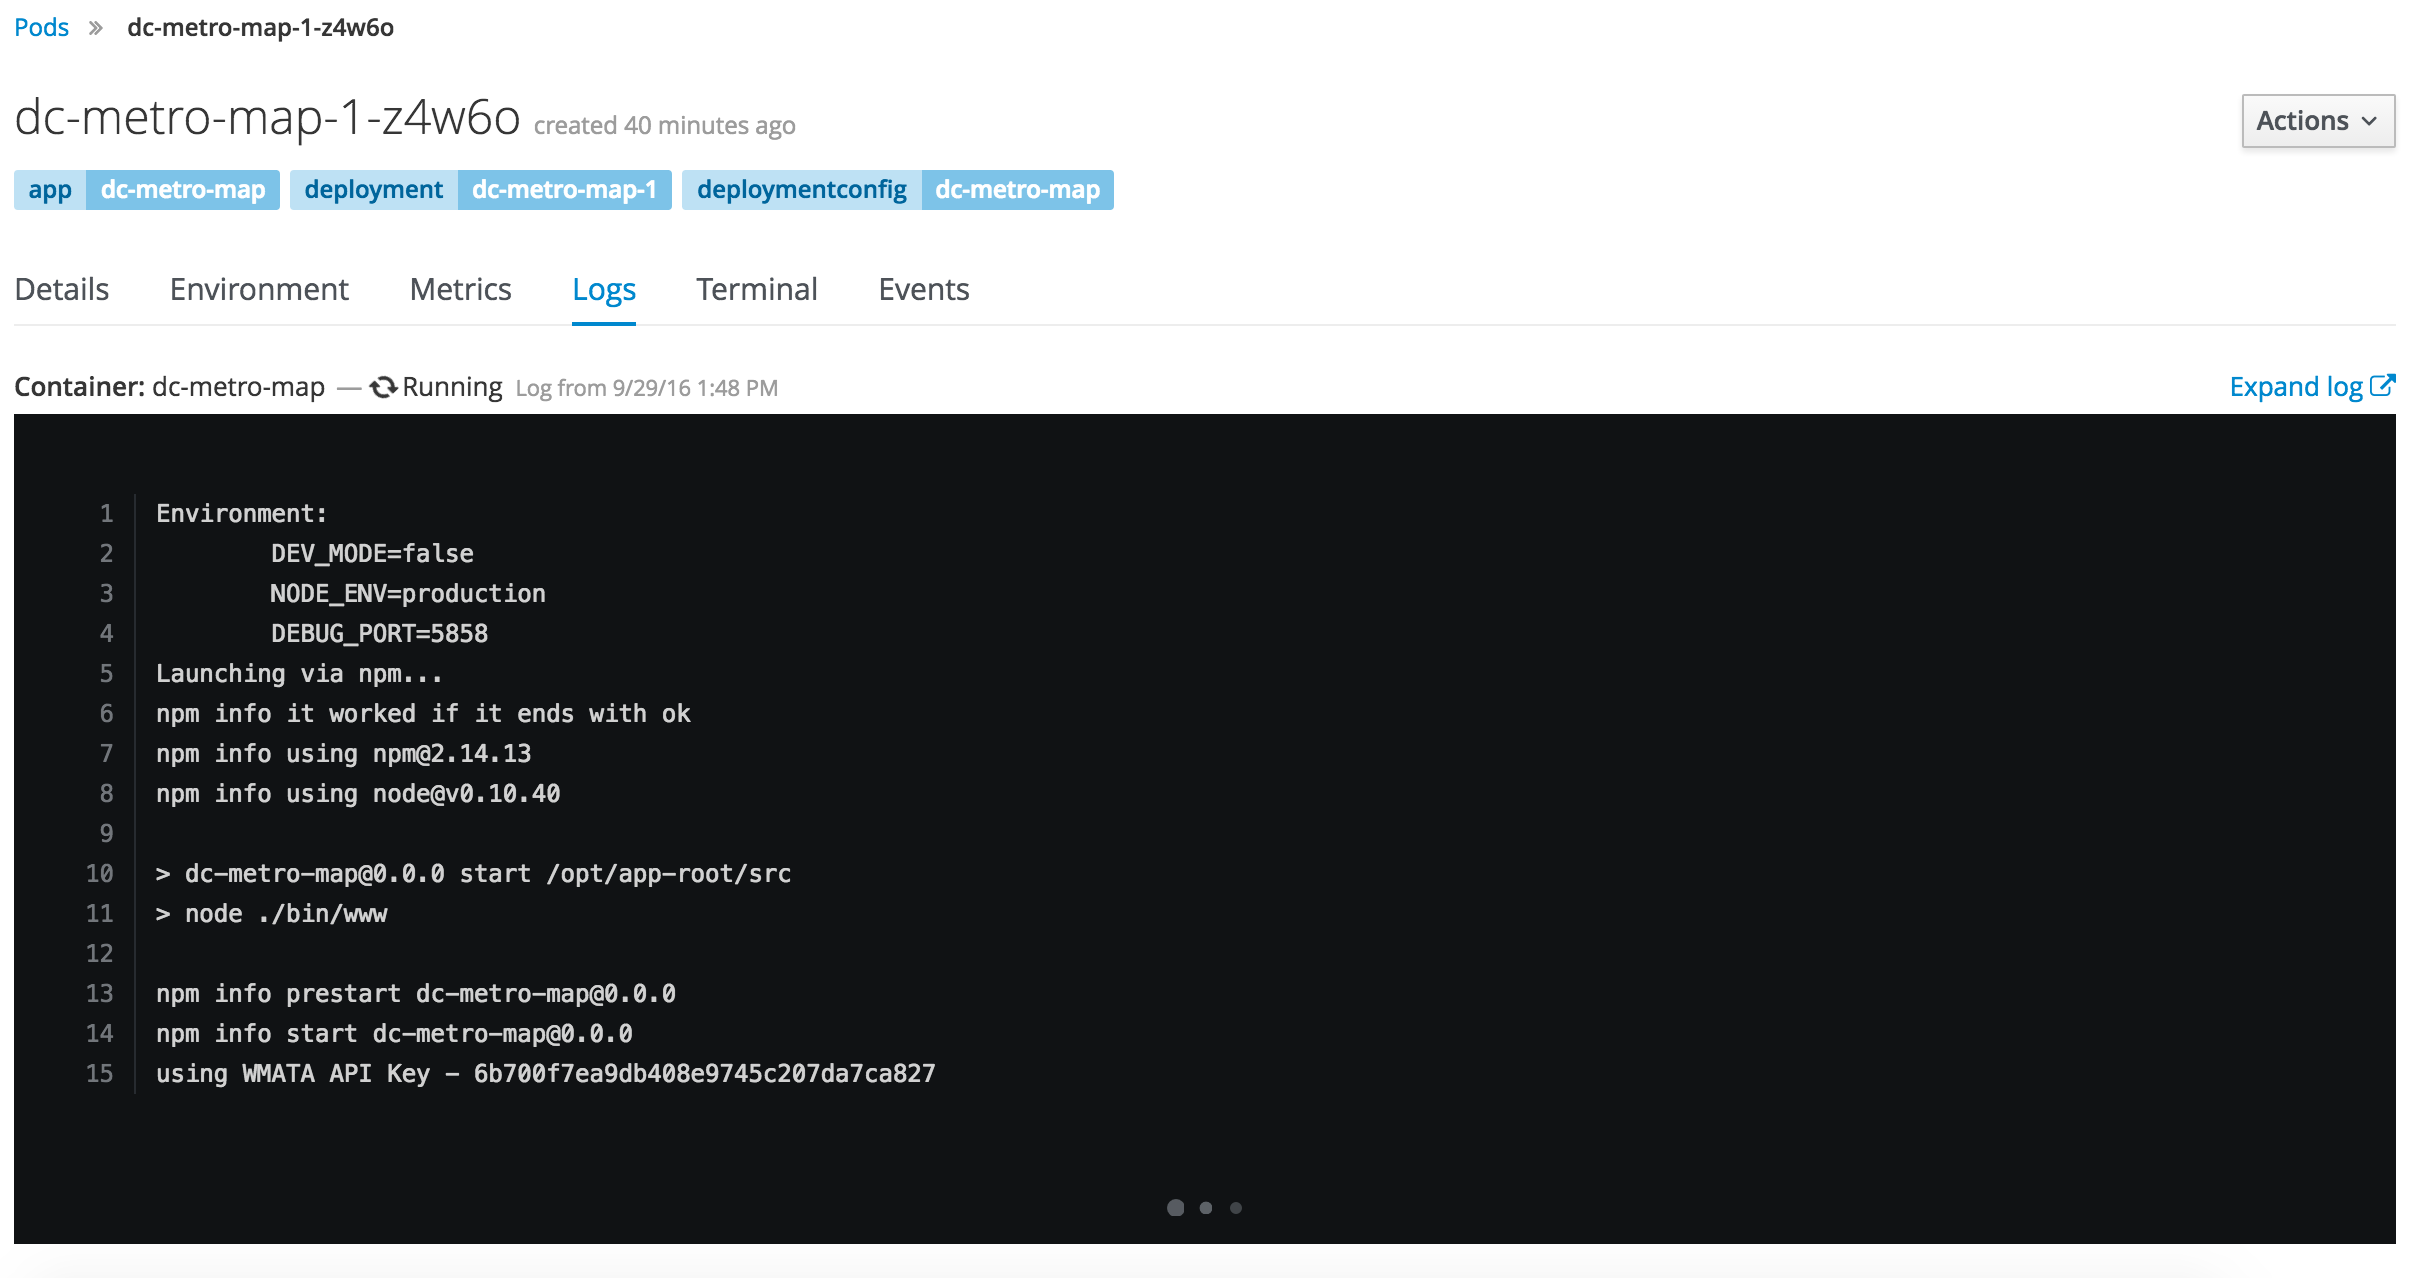 Pods » dc-metro-map-1-z4w6o
dc-metro-map-1-z4w6o created 40 minutes ago
Actions
app dc-metro-map deployment dc-metro-map-1 deploymentconfig dc-metro-map
Details Environment Metrics Logs Terminal Events
Container: dc-metro-map — Running Log from 9/29/16 1:48 PM Expand log
1 Environment:
2 DEV_MODE=false
3 NODE_ENV=production
4 DEBUG_PORT=5858
5 Launching via npm...
6 npm info it worked if it ends with ok
7 npm info using npm@2.14.13
8 npm info using node@v0.10.40
9
10 > dc-metro-map@0.0.0 start /opt/app-root/src
11 > node ./bin/www
12
13 npm info prestart dc-metro-map@0.0.0
14 npm info start dc-metro-map@0.0.0
15 using WMATA API Key - 6b700f7ea9db408e9745c207da7ca827